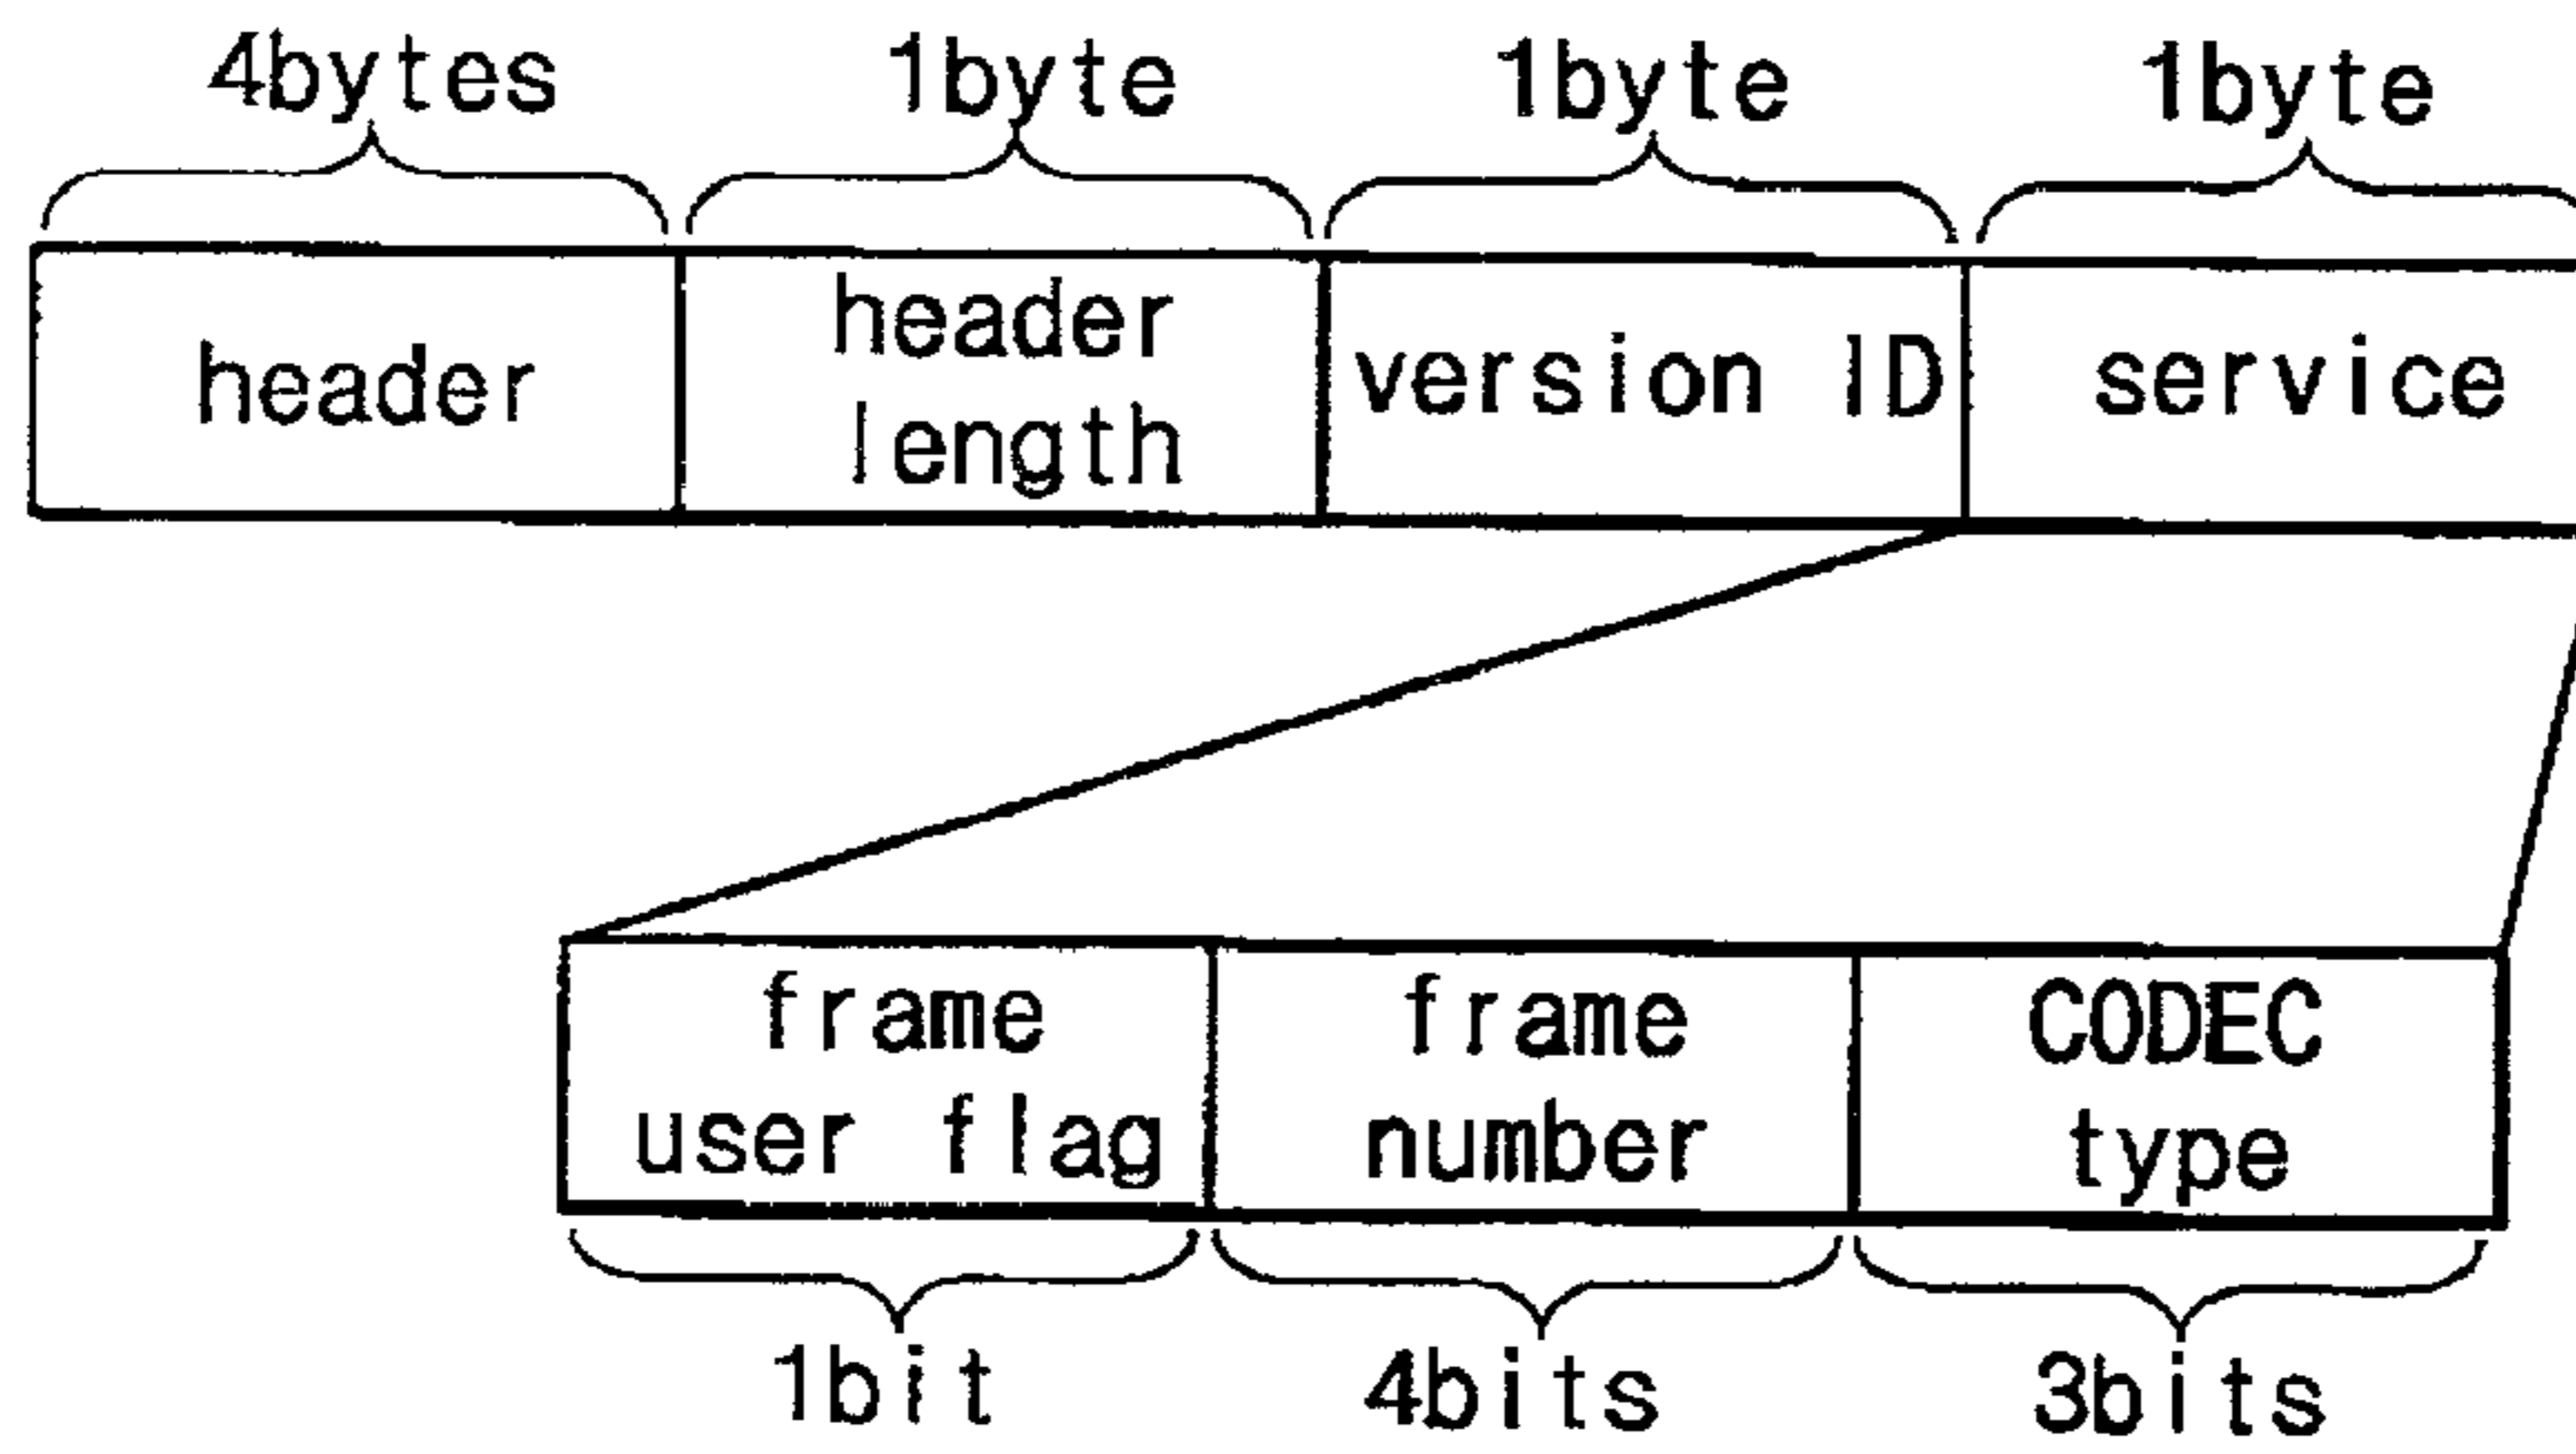 4bytes 1byte 1byte 1byte
header
header
length
version ID
service
frame
user flag
frame
number
CODEC
type
1bit 4bits 3bits